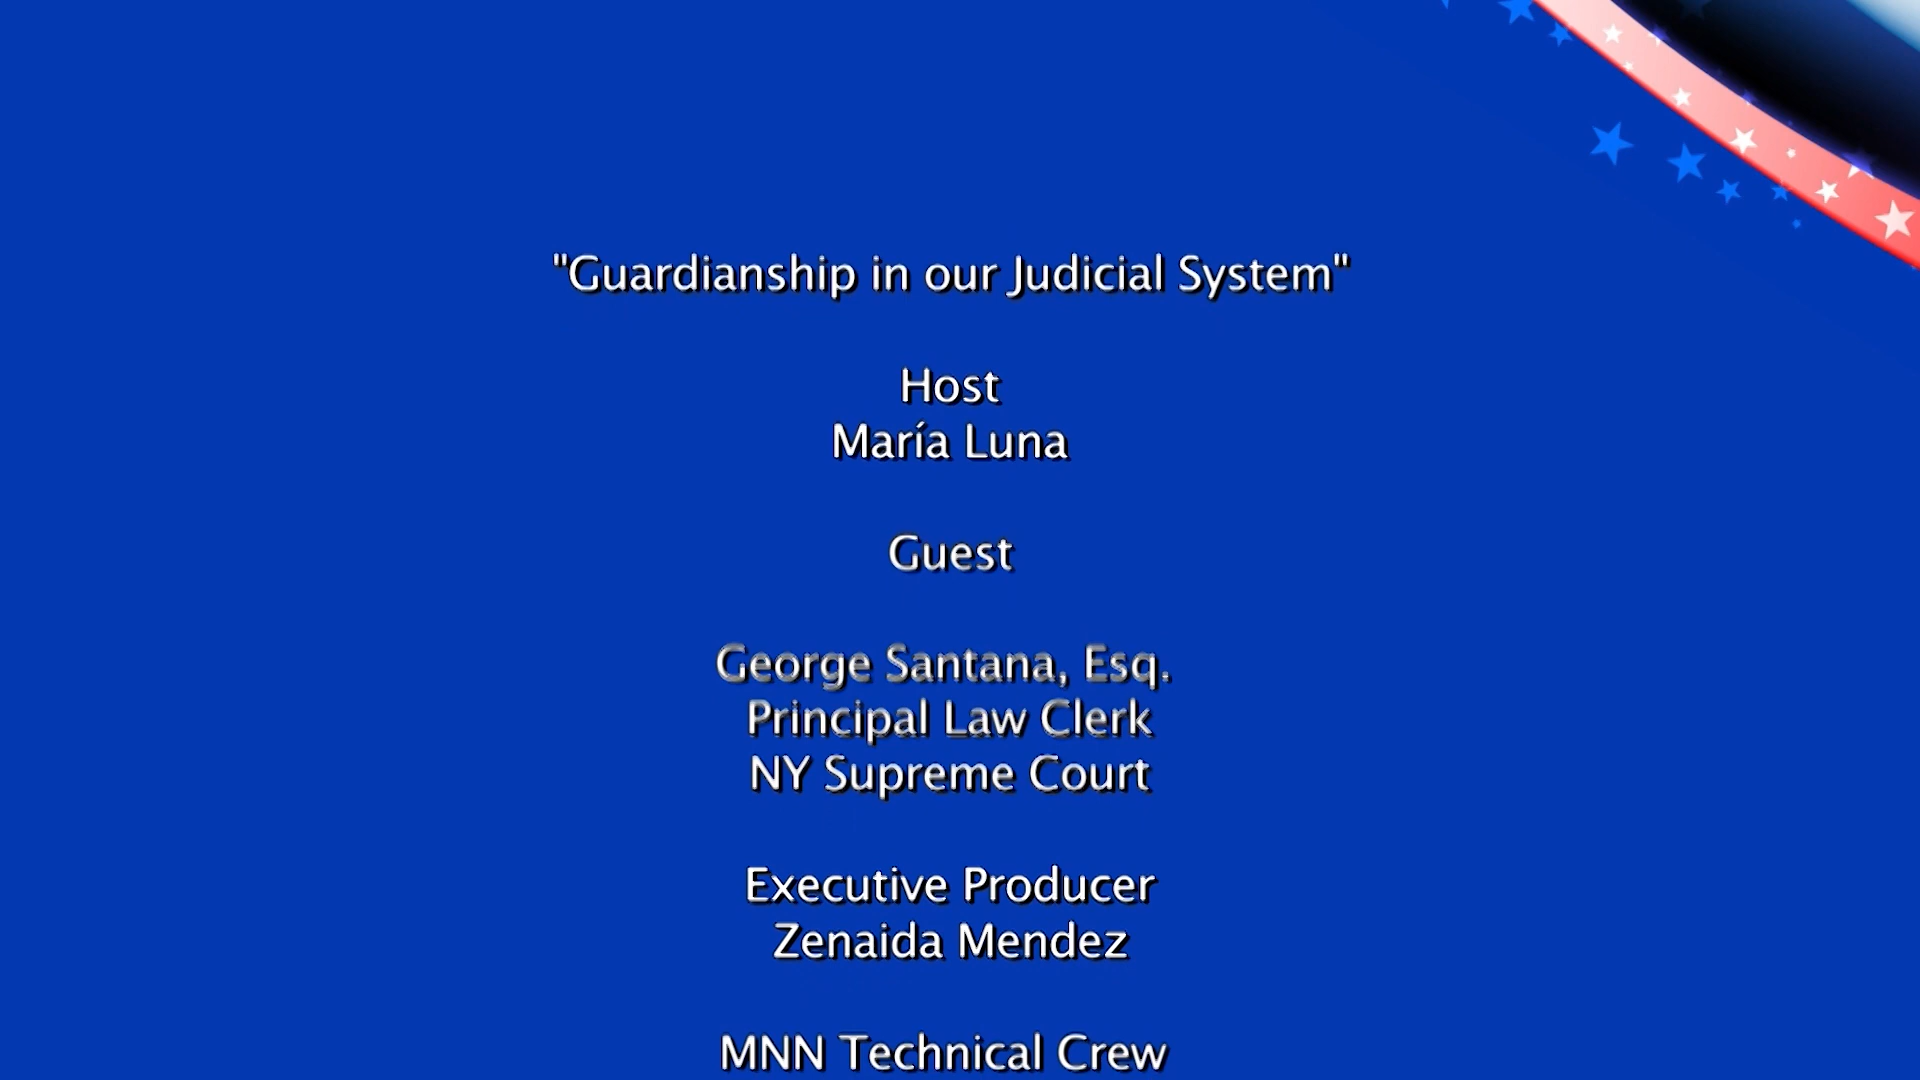 "Guardianship in our Judicial System"
Host
María Luna
Guest
George Santana, Esq.
Principal Law Clerk
NY Supreme Court
Executive Producer
Zenaida Mendez
MNN Technical Crew